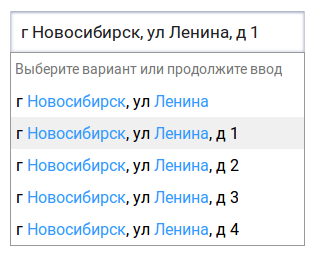 г Новосибирск, ул Ленина, д 1
Выберите вариант или продолжите ввод
г Новосибирск, ул Ленина
г Новосибирск, ул Ленина, д 1
г Новосибирск, ул Ленина, д 2
г Новосибирск, ул Ленина, д 3
г Новосибирск, ул Ленина, д 4